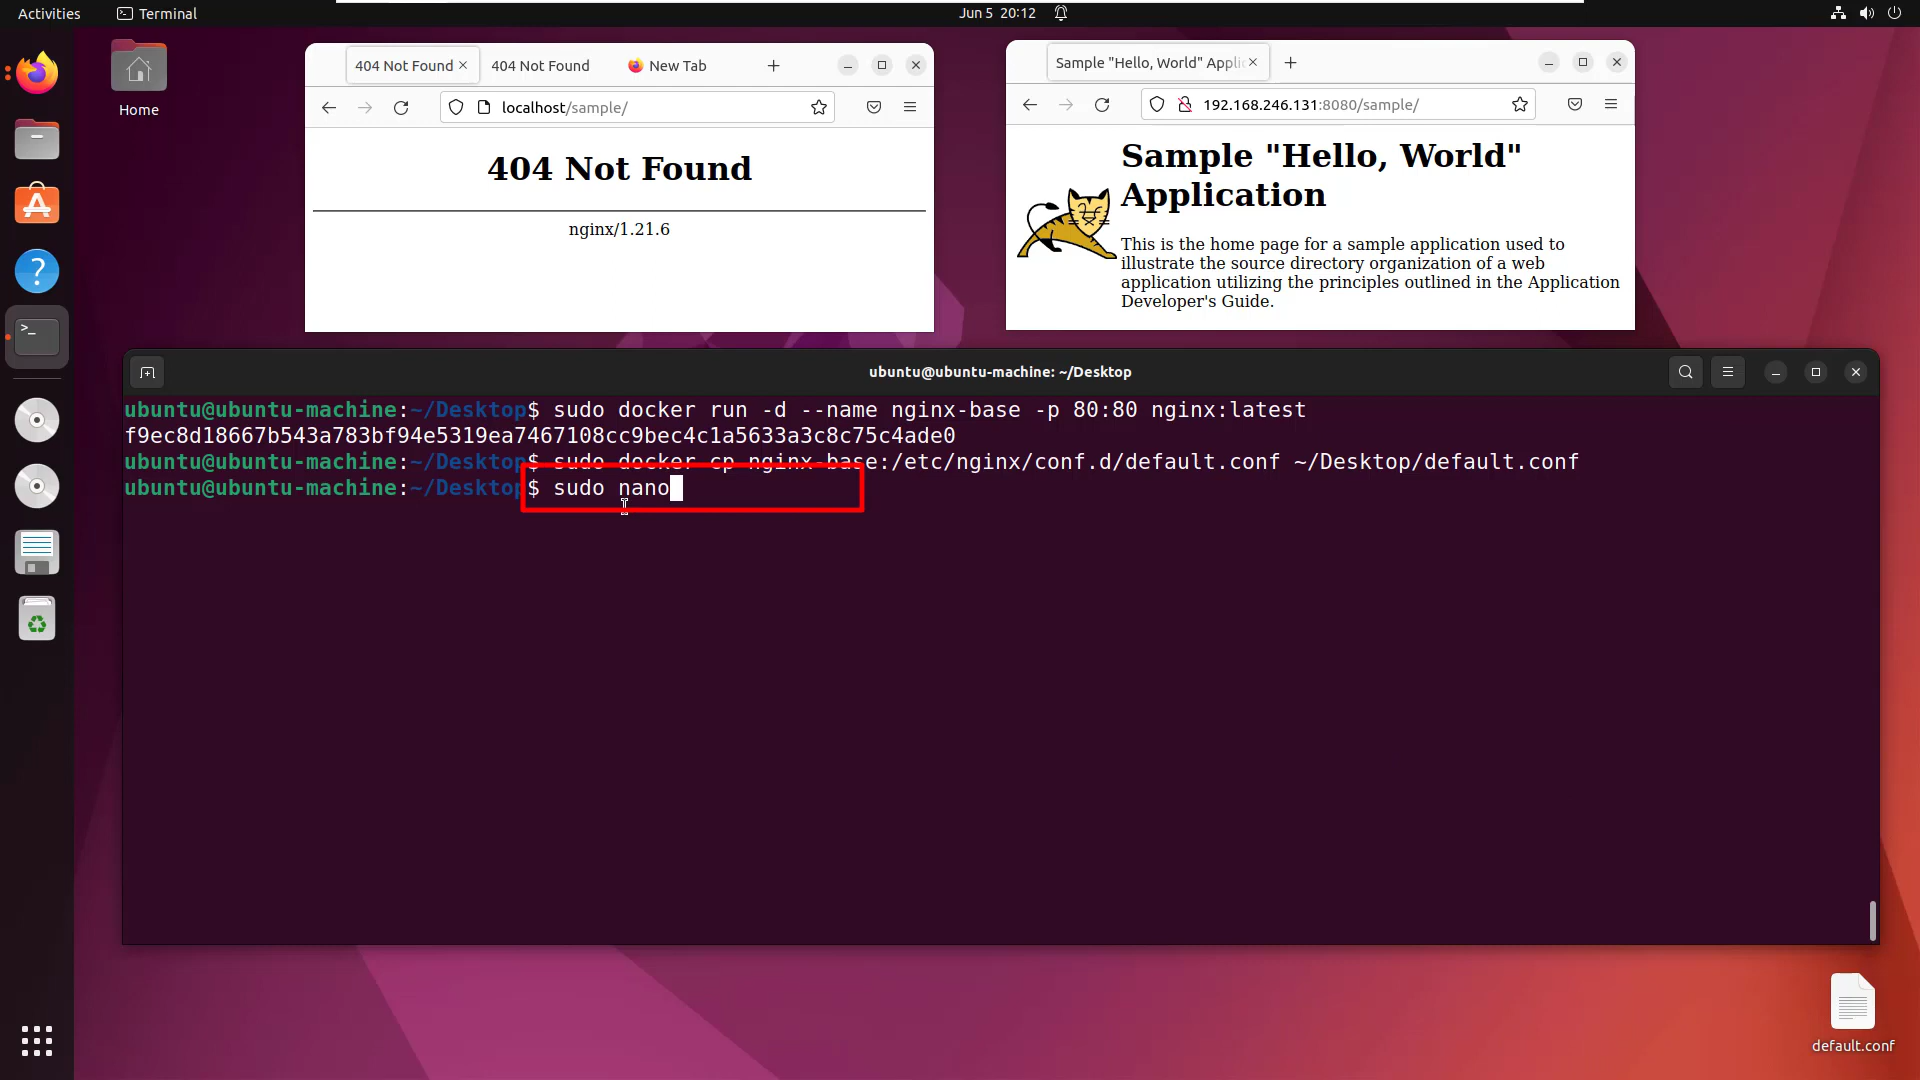 Activities
Terminal
Jun 5 20:12
Home
404 Not Found
404 Not Found
New Tab
localhost/sample/
404 Not Found
nginx/1.21.6
Sample "Hello, World" Appli
192.168.246.131:8080/sample/
Sample "Hello, World"
Application
This is the home page for a sample application used to
illustrate the source directory organization of a web
application utilizing the principles outlined in the Application
Developer's Guide.
ubuntu@ubuntu-machine: ~/Desktop
ubuntu@ubuntu-machine:~/Desktop$ sudo docker run -d --name nginx-base -p 80:80 nginx:latest
f9ec8d18667b543a783bf94e5319ea7467108cc9bec4c1a5633a3c8c75c4ade0
ubuntu@ubuntu-machine:~/Desktop$ sudo docker cp nginx-base:/etc/nginx/conf.d/default.conf ~/Desktop/default.conf
ubuntu@ubuntu-machine:~/Desktop$ sudo nano
default.conf